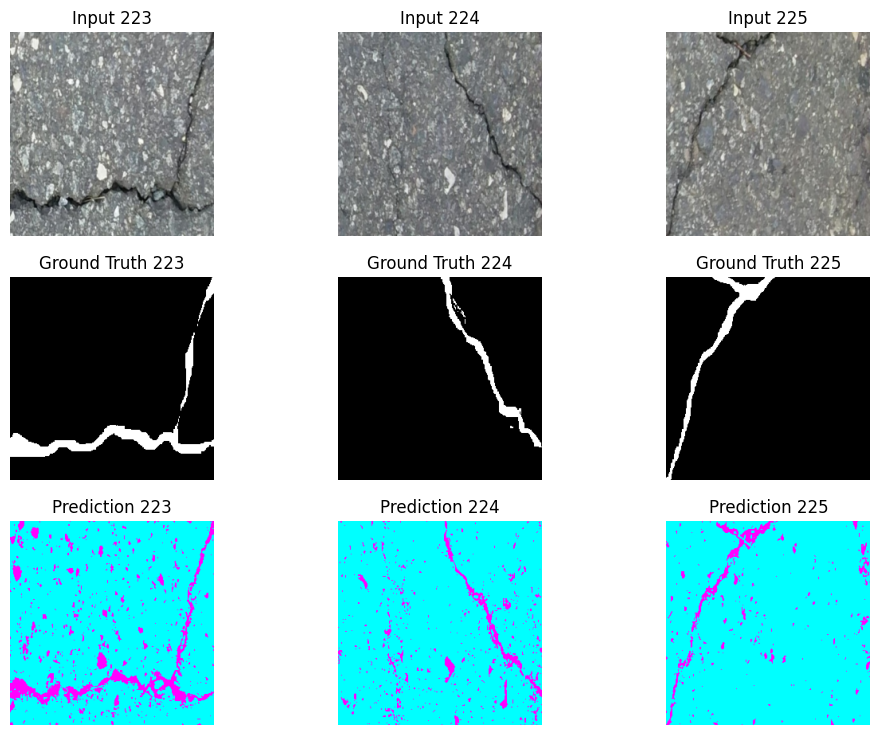 Input 223
Input 224
Input 225
Ground Truth 223
Ground Truth 224
Ground Truth 225
Prediction 223
Prediction 224
Prediction 225